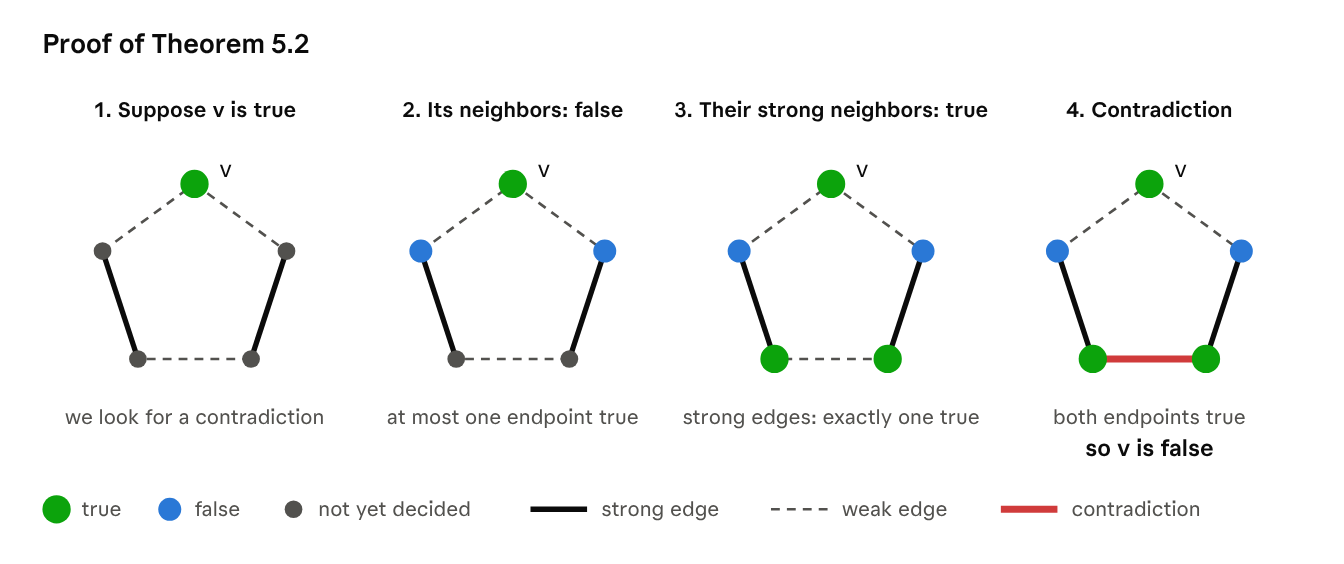 Proof of Theorem 5.2
1. Suppose v is true
2. Its neighbors: false
3. Their strong neighbors: true
4. Contradiction
v
v
v
v
we look for a contradiction
at most one endpoint true
strong edges: exactly one true
both endpoints true
so v is false
true
false
not yet decided
strong edge
weak edge
contradiction